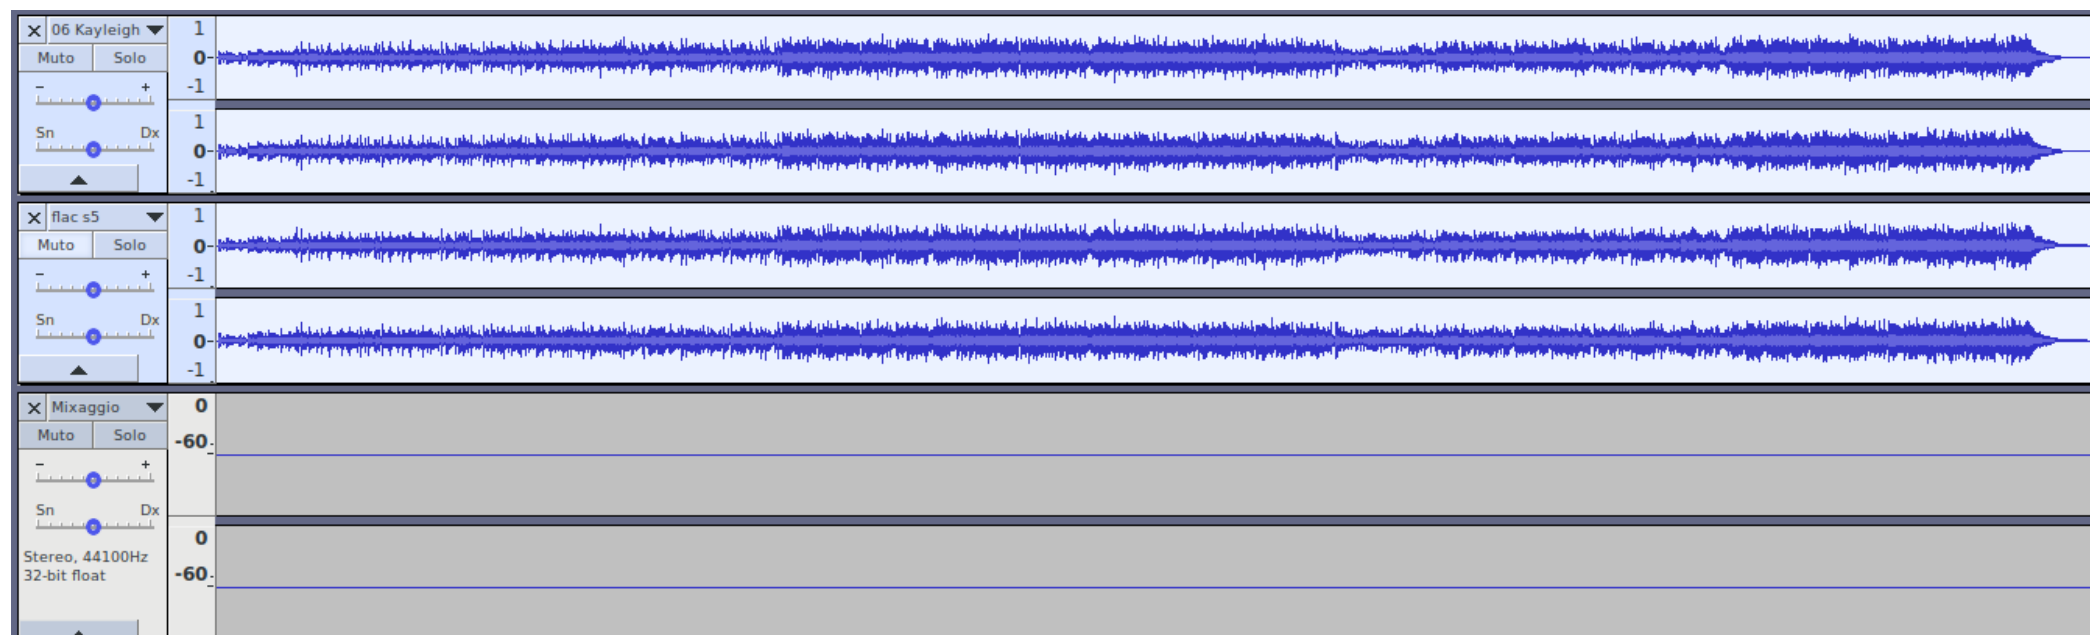 06 Kayleigh
Muto Solo
- +
Sn Dx
1
0-
-1
1
0-
-1
flac s5
Muto Solo
- +
Sn Dx
1
0-
-1
1
0-
-1
Mixaggio
Muto Solo
- +
Sn Dx
Stereo, 44100Hz
32-bit float
0
-60
0
-60